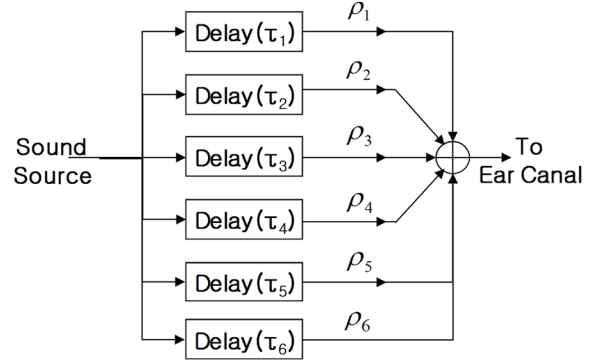 ρ₁
Delay(τ₁)
ρ₂
Delay(τ₂)
ρ₃
Sound
Source
Delay(τ₃)
To
Ear Canal
ρ₄
Delay(τ₄)
ρ₅
Delay(τ₅)
ρ₆
Delay(τ₆)